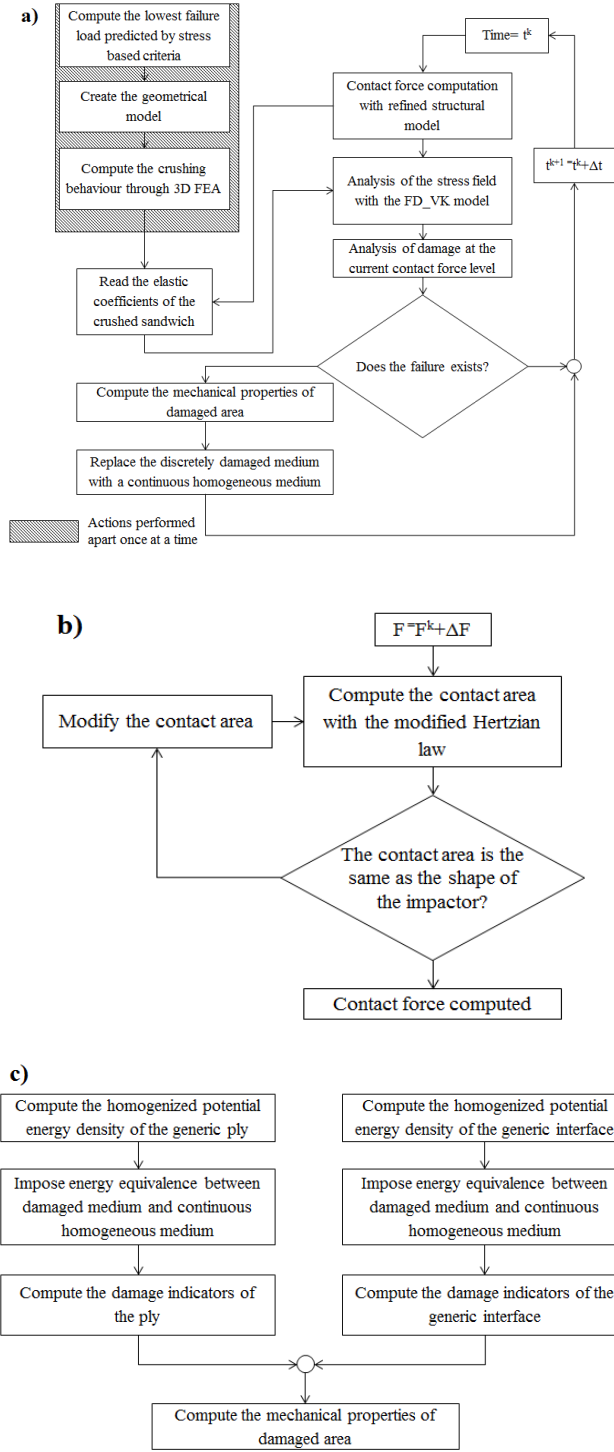 a)
Compute the lowest failure
load predicted by stress
based criteria
Create the geometrical
model
Compute the crushing
behaviour through 3D FEA
Read the elastic
coefficients of the
crushed sandwich
Time= tᵏ
Contact force computation
with refined structural
model
tᵏ⁺¹ =tᵏ+Δt
Analysis of the stress field
with the FD_VK model
Analysis of damage at the
current contact force level
Does the failure exists?
Compute the mechanical properties of
damaged area
Replace the discretely damaged medium
with a continuous homogeneous medium
Actions performed
apart once at a time
b)
F =Fᵏ+ΔF
Modify the contact area
Compute the contact area
with the modified Hertzian
law
The contact area is the
same as the shape of
the impactor?
Contact force computed
c)
Compute the homogenized potential
energy density of the generic ply
Impose energy equivalence between
damaged medium and continuous
homogeneous medium
Compute the damage indicators of
the ply
Compute the homogenized potential
energy density of the generic interface
Impose energy equivalence between
damaged medium and continuous
homogeneous medium
Compute the damage indicators of the
generic interface
Compute the mechanical properties of
damaged area